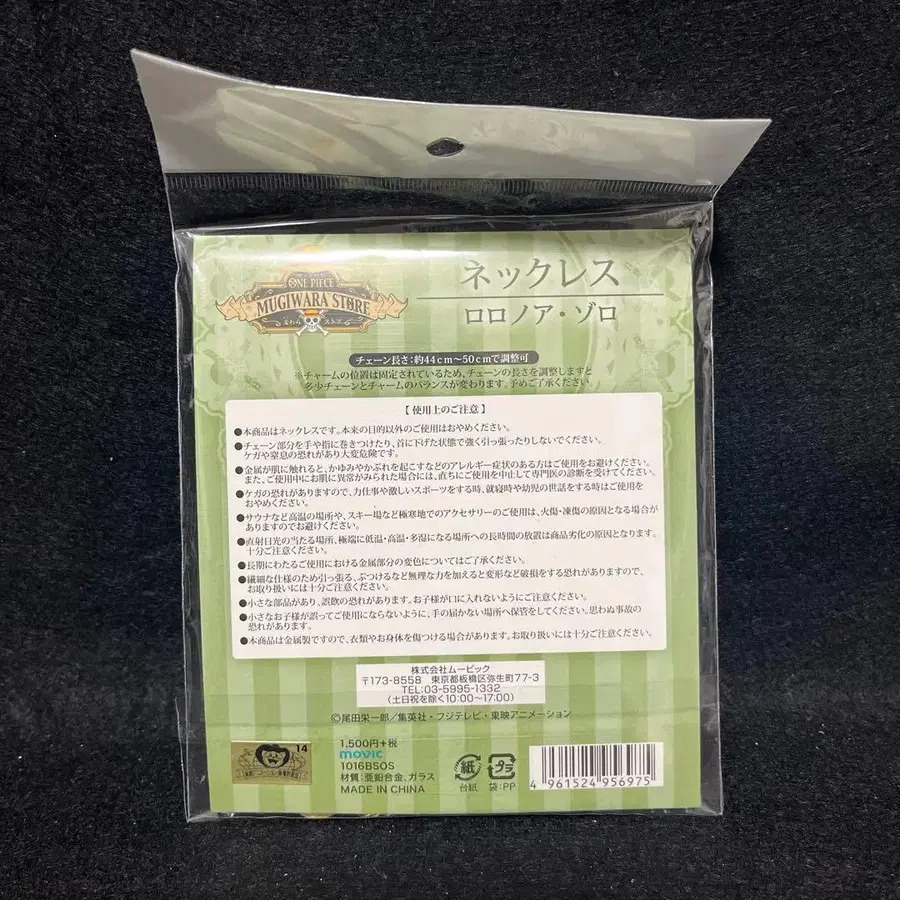 ONE PIECE
MUGIWARA STORE
麦わらストア
ネックレス
ロロノア・ゾロ
チェーン長さ:約44cm〜50cmで調整可
※チャームの位置は固定されているため、チェーンの長さを調整しますと
多少チェーンとチャームのバランスが変わります。予めご了承ください。
【 使用上のご注意 】
●本商品はネックレスです。本来の目的以外のご使用はおやめください。
●チェーン部分を手や指に巻きつけたり、首に下げた状態で強く引っ張ったりしないでください。
ケガや窒息の恐れがあり大変危険です。
●金属が肌に触れると、かゆみやかぶれを起こすなどのアレルギー症状のある方はご使用をお避けください。
また、ご使用中にお肌に異常がみられた場合には、直ちにご使用を中止して専門医の診断を受けてください。
●ケガの恐れがありますので、力仕事や激しいスポーツをする時、就寝時や幼児の世話をする時はご使用を
おやめください。
●サウナなど高温の場所や、スキー場など極寒地でのアクセサリーのご使用は、火傷・凍傷の原因となる場合が
ありますのでお避けください。
●直射日光の当たる場所、極端に低温・高温・多湿になる場所への長時間の放置は商品劣化の原因となります。
十分ご注意ください。
●長期にわたるご使用における金属部分の変色についてはご了承ください。
●繊細な仕様のため引っ張る、ぶつけるなど無理な力を加えると変形など破損をする恐れがありますので、
お取り扱いには十分ご注意ください。
●小さな部品があり、誤飲の恐れがあります。お子様が口に入れないようにご注意ください。
●小さなお子様が誤ってご使用にならないように、手の届かない場所へ保管をしてください。思わぬ事故の
恐れがあります。
●本商品は金属製ですので、衣類やお身体を傷つける場合があります。お取り扱いには十分ご注意ください。
株式会社ムービック
〒173-8558 東京都板橋区弥生町77-3
TEL:03-5995-1332
(土日祝を除く10:00~17:00)
©尾田栄一郎/集英社・フジテレビ・東映アニメーション
14
1,500円+税
movic
1016BSOS
材質:亜鉛合金、ガラス
MADE IN CHINA
紙
台紙
プラ
袋:PP
4 961524 956975